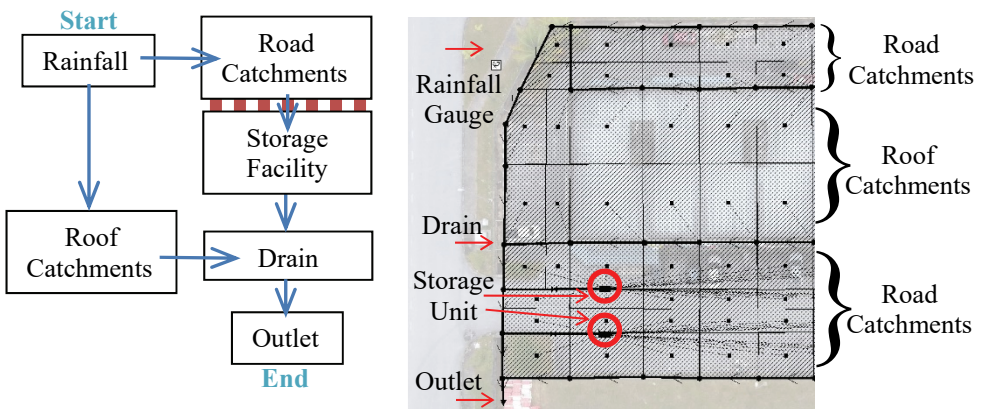 Start
Rainfall
Road
Catchments
Storage
Facility
Roof
Catchments
Drain
Outlet
End
Rainfall
Gauge
Drain
Storage
Unit
Outlet
Road
Catchments
Roof
Catchments
Road
Catchments